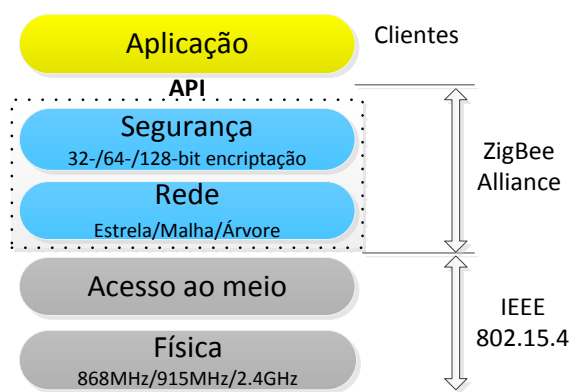 Aplicação
Clientes
API
Segurança
32-/64-/128-bit encriptação
ZigBee
Alliance
Rede
Estrela/Malha/Árvore
Acesso ao meio
IEEE
802.15.4
Física
868MHz/915MHz/2.4GHz